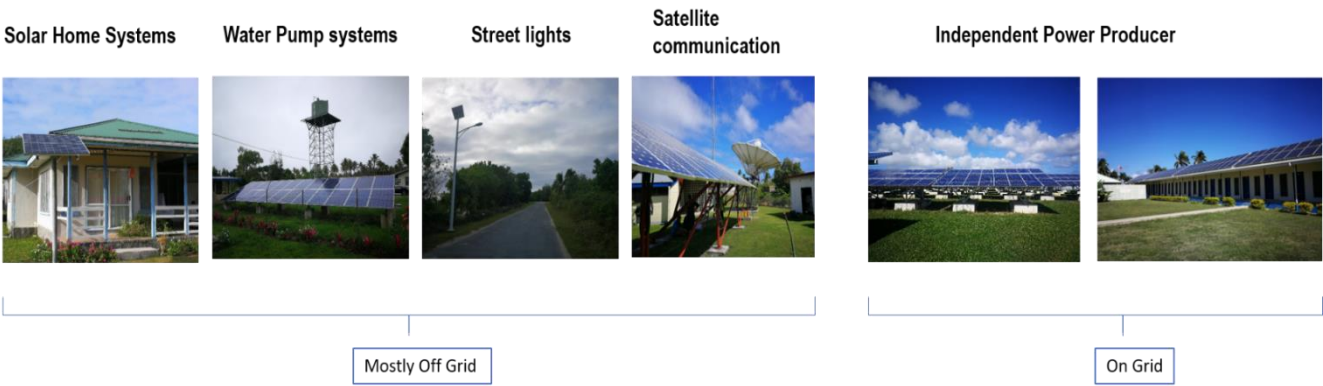 Solar Home Systems
Water Pump systems
Street lights
Satellite
communication
Independent Power Producer
Mostly Off Grid
On Grid